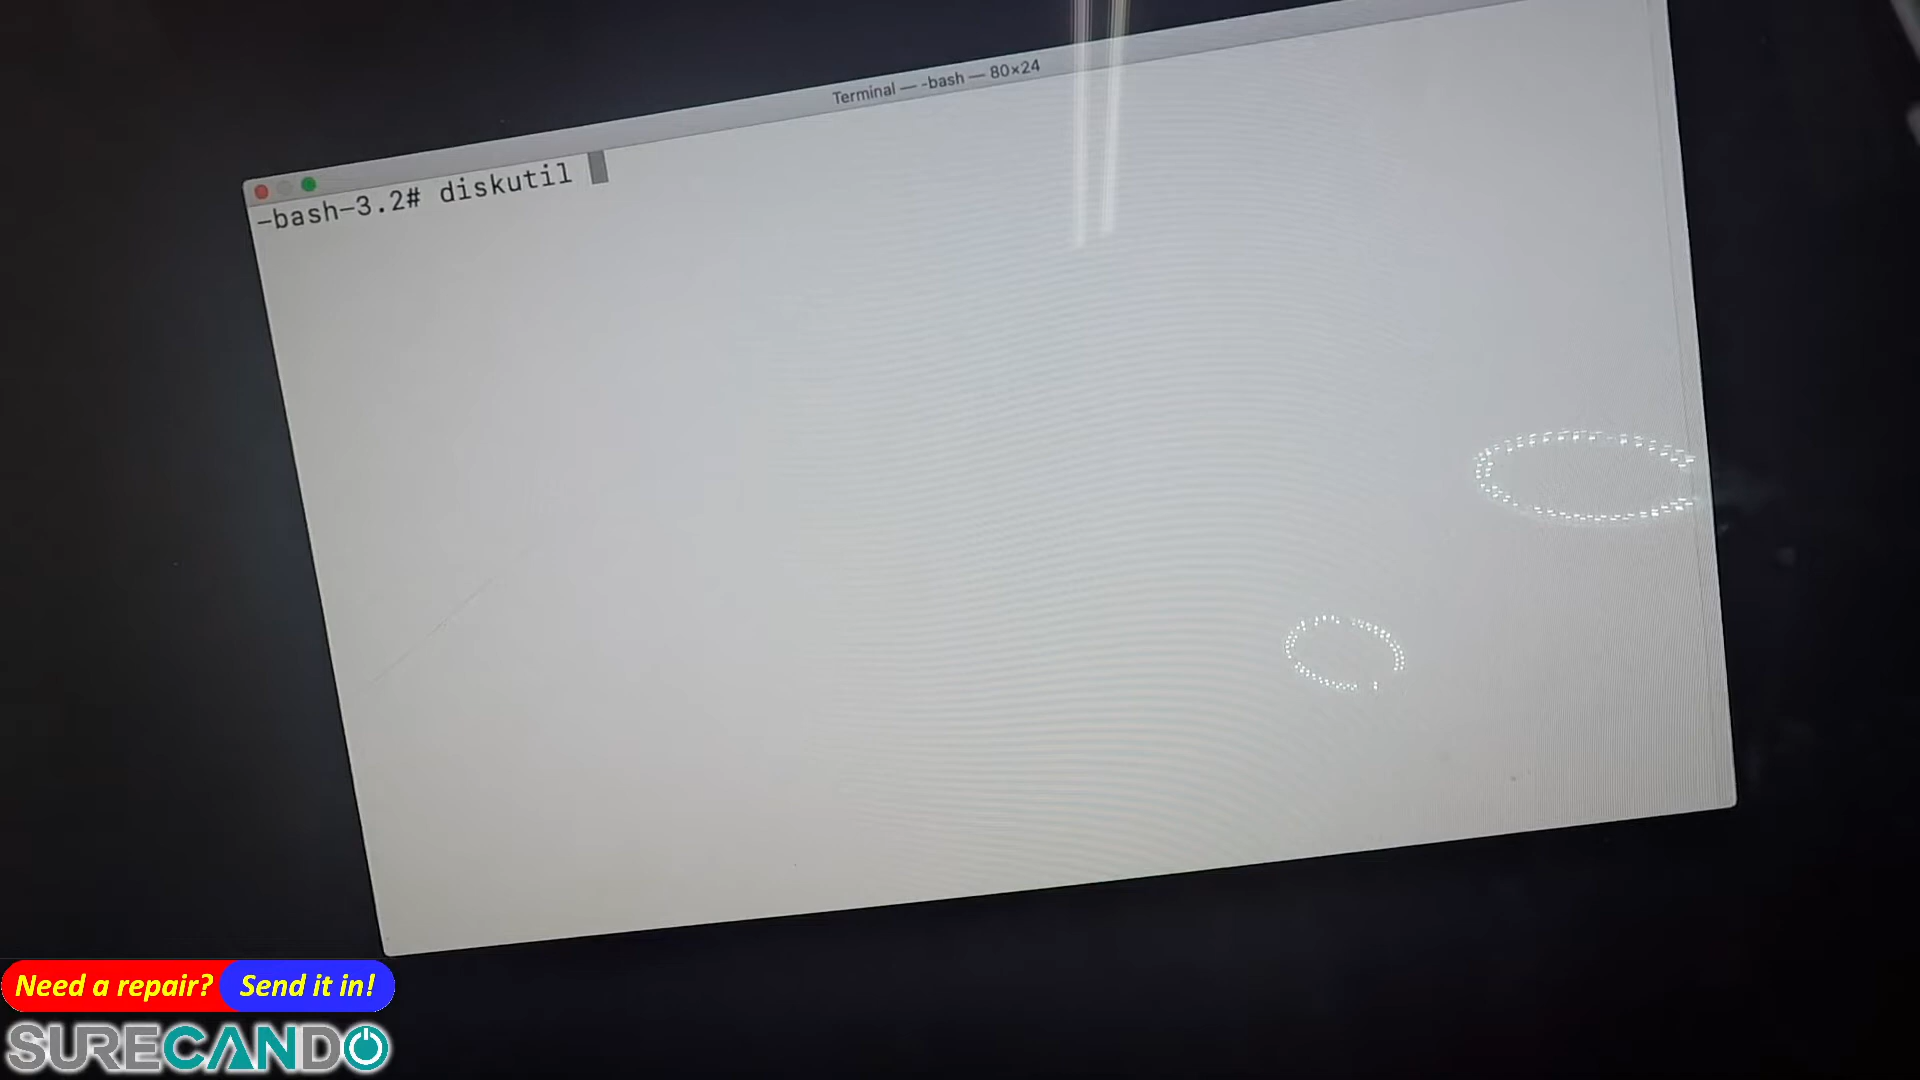 Terminal — -bash — 80×24
-bash-3.2# diskutil
Need a repair? Send it in!
SURECANDO